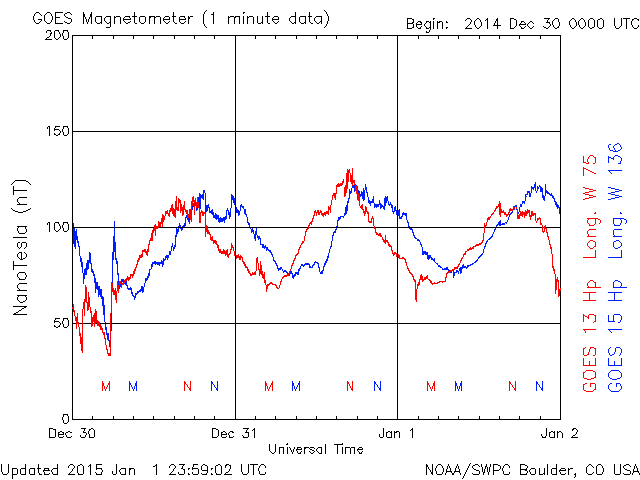 GOES Magnetometer (1 minute data)
Begin: 2014 Dec 30 0000 UTC
200
150
100
50
0
NanoTesla (nT)
M M N N M M N N M M N N
Dec 30 Dec 31 Jan 1 Jan 2
Universal Time
GOES 13 Hp Long. W 75
GOES 15 Hp Long. W 136
Updated 2015 Jan 1 23:59:02 UTC
NOAA/SWPC Boulder, CO USA